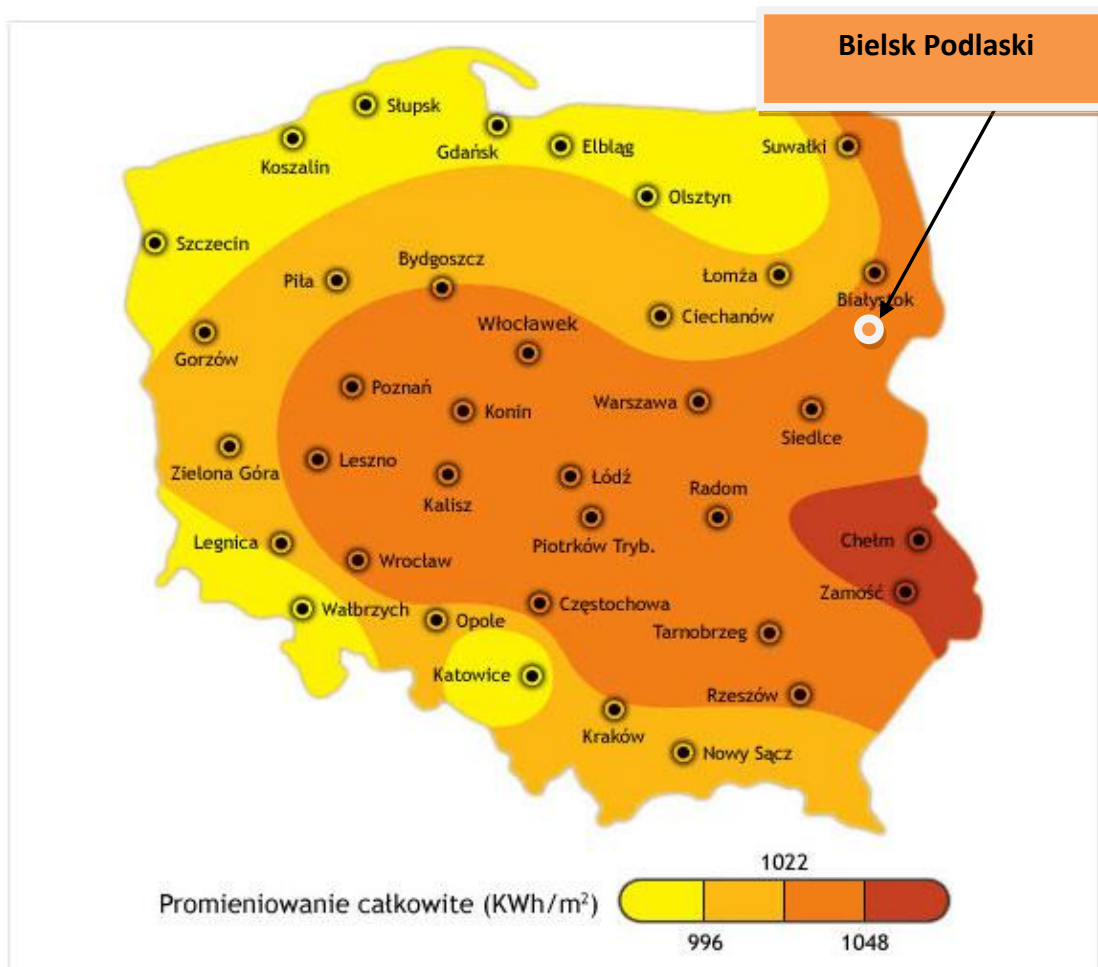 Bielsk Podlaski
Słupsk
Koszalin
Gdańsk
Elbląg
Suwałki
Olsztyn
Szczecin
Bydgoszcz
Piła
Łomża
Białystok
Ciechanów
Włocławek
Gorzów
Poznań
Konin
Warszawa
Siedlce
Zielona Góra
Leszno
Kalisz
Łódź
Radom
Legnica
Wrocław
Piotrków Tryb.
Chełm
Wałbrzych
Opole
Częstochowa
Zamość
Tarnobrzeg
Katowice
Rzeszów
Kraków
Nowy Sącz
1022
Promieniowanie całkowite (KWh/m²)
996
1048